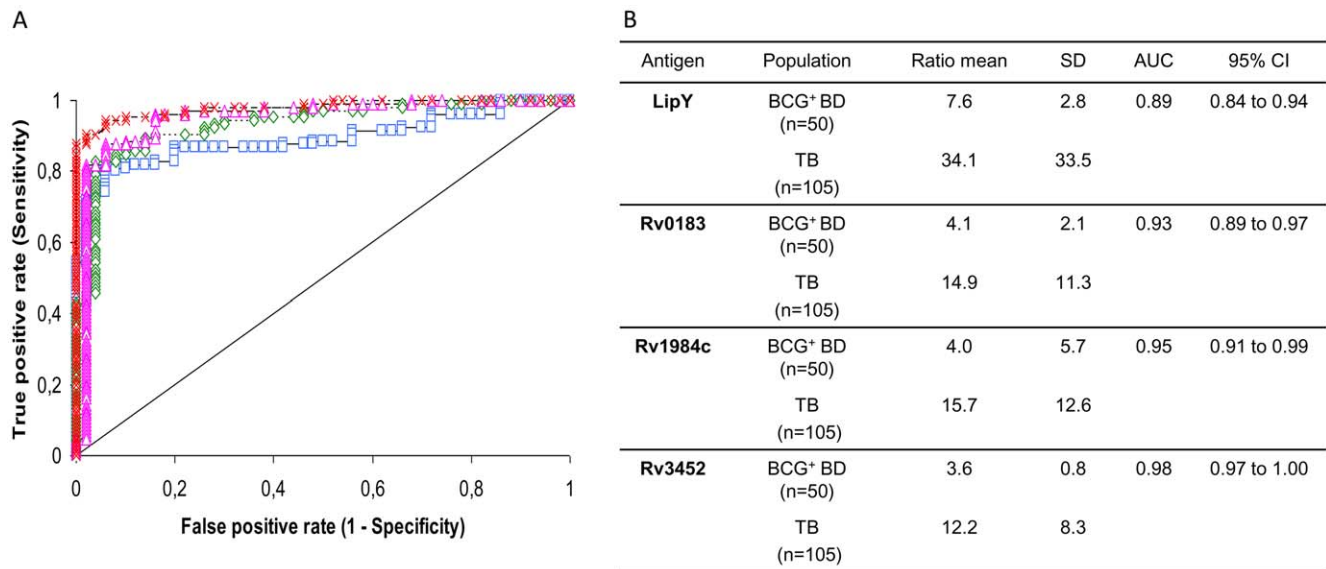 A
True positive rate (Sensitivity)
1
0,8
0,6
0,4
0,2
0
0 0,2 0,4 0,6 0,8 1
False positive rate (1 - Specificity)
B
Antigen Population Ratio mean SD AUC 95% CI
LipY BCG⁺ BD 7.6 2.8 0.89 0.84 to 0.94
(n=50)
TB 34.1 33.5
(n=105)
Rv0183 BCG⁺ BD 4.1 2.1 0.93 0.89 to 0.97
(n=50)
TB 14.9 11.3
(n=105)
Rv1984c BCG⁺ BD 4.0 5.7 0.95 0.91 to 0.99
(n=50)
TB 15.7 12.6
(n=105)
Rv3452 BCG⁺ BD 3.6 0.8 0.98 0.97 to 1.00
(n=50)
TB 12.2 8.3
(n=105)